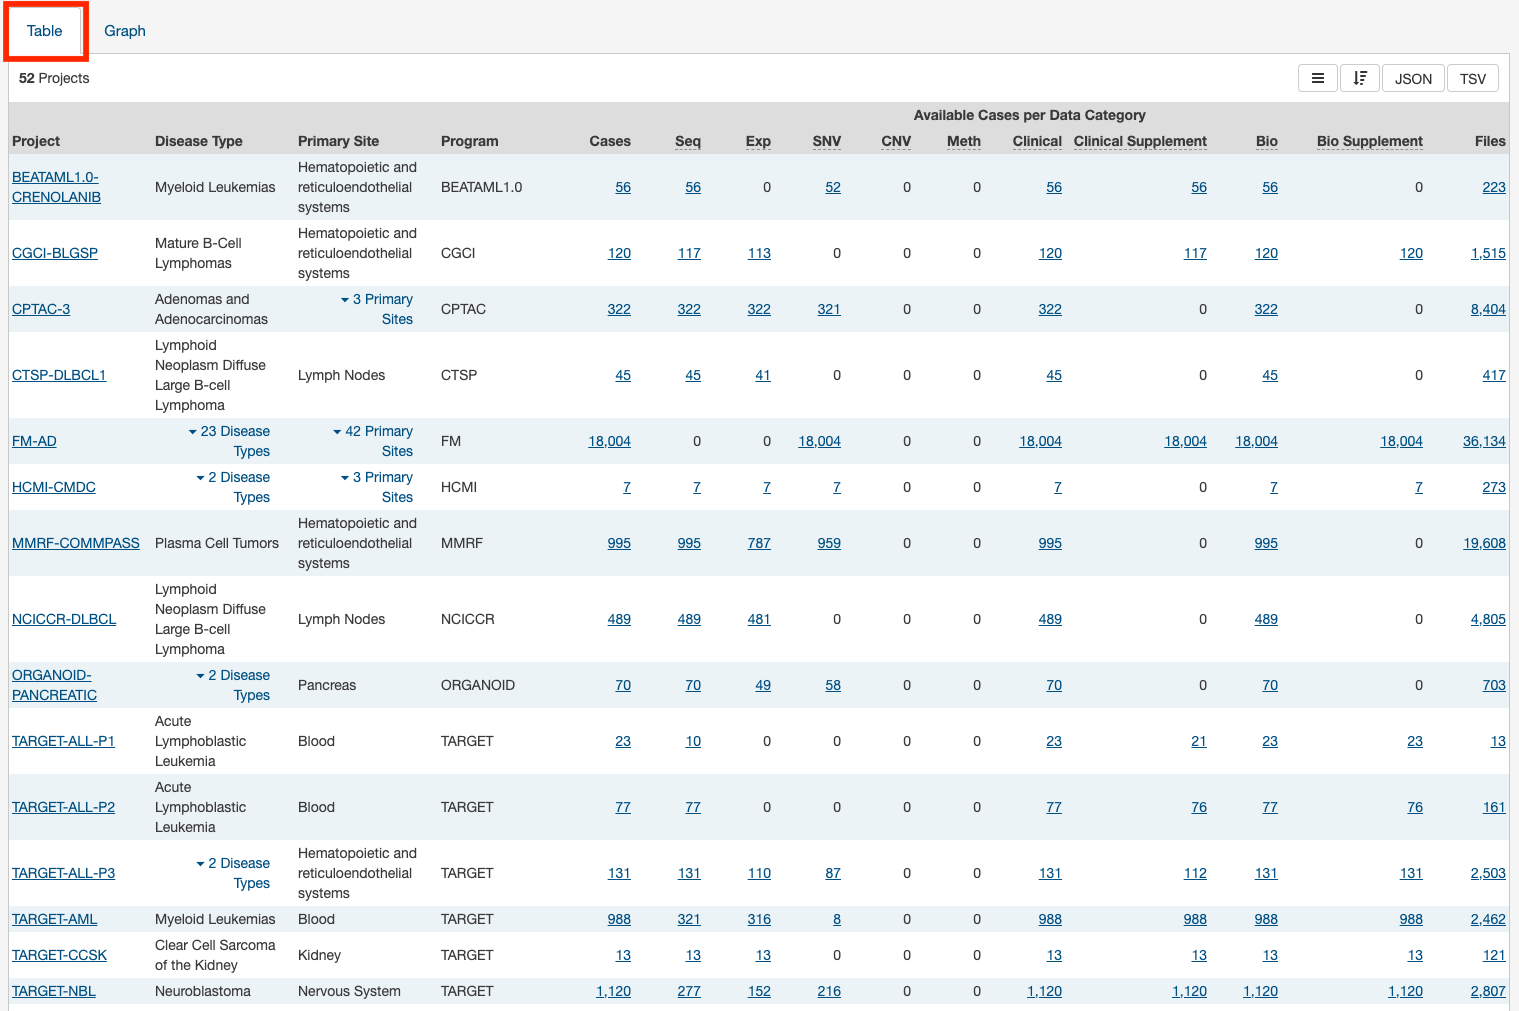 Table Graph
52 Projects JSON TSV
Available Cases per Data Category
Project Disease Type Primary Site Program Cases Seq Exp SNV CNV Meth Clinical Clinical Supplement Bio Bio Supplement Files
BEATAML1.0-
CRENOLANIB Myeloid Leukemias Hematopoietic and
reticuloendothelial
systems BEATAML1.0 56 56 0 52 0 0 56 56 56 0 223
CGCI-BLGSP Mature B-Cell
Lymphomas Hematopoietic and
reticuloendothelial
systems CGCI 120 117 113 0 0 0 120 117 120 120 1,515
CPTAC-3 Adenomas and
Adenocarcinomas 3 Primary
Sites CPTAC 322 322 322 321 0 0 322 0 322 0 8,404
CTSP-DLBCL1 Lymphoid
Neoplasm Diffuse
Large B-cell
Lymphoma Lymph Nodes CTSP 45 45 41 0 0 0 45 0 45 0 417
FM-AD 23 Disease
Types 42 Primary
Sites FM 18,004 0 0 18,004 0 0 18,004 18,004 18,004 18,004 36,134
HCMI-CMDC 2 Disease
Types 3 Primary
Sites HCMI 7 7 7 7 0 0 7 0 7 7 273
MMRF-COMMPASS Plasma Cell Tumors Hematopoietic and
reticuloendothelial
systems MMRF 995 995 787 959 0 0 995 0 995 0 19,608
NCICCR-DLBCL Lymphoid
Neoplasm Diffuse
Large B-cell
Lymphoma Lymph Nodes NCICCR 489 489 481 0 0 0 489 0 489 0 4,805
ORGANOID-
PANCREATIC 2 Disease
Types Pancreas ORGANOID 70 70 49 58 0 0 70 0 70 0 703
TARGET-ALL-P1 Acute
Lymphoblastic
Leukemia Blood TARGET 23 10 0 0 0 0 23 21 23 23 13
TARGET-ALL-P2 Acute
Lymphoblastic
Leukemia Blood TARGET 77 77 0 0 0 0 77 76 77 76 161
TARGET-ALL-P3 2 Disease
Types Hematopoietic and
reticuloendothelial
systems TARGET 131 131 110 87 0 0 131 112 131 131 2,503
TARGET-AML Myeloid Leukemias Blood TARGET 988 321 316 8 0 0 988 988 988 988 2,462
TARGET-CCSK Clear Cell Sarcoma
of the Kidney Kidney TARGET 13 13 13 0 0 0 13 13 13 13 121
TARGET-NBL Neuroblastoma Nervous System TARGET 1,120 277 152 216 0 0 1,120 1,120 1,120 1,120 2,807